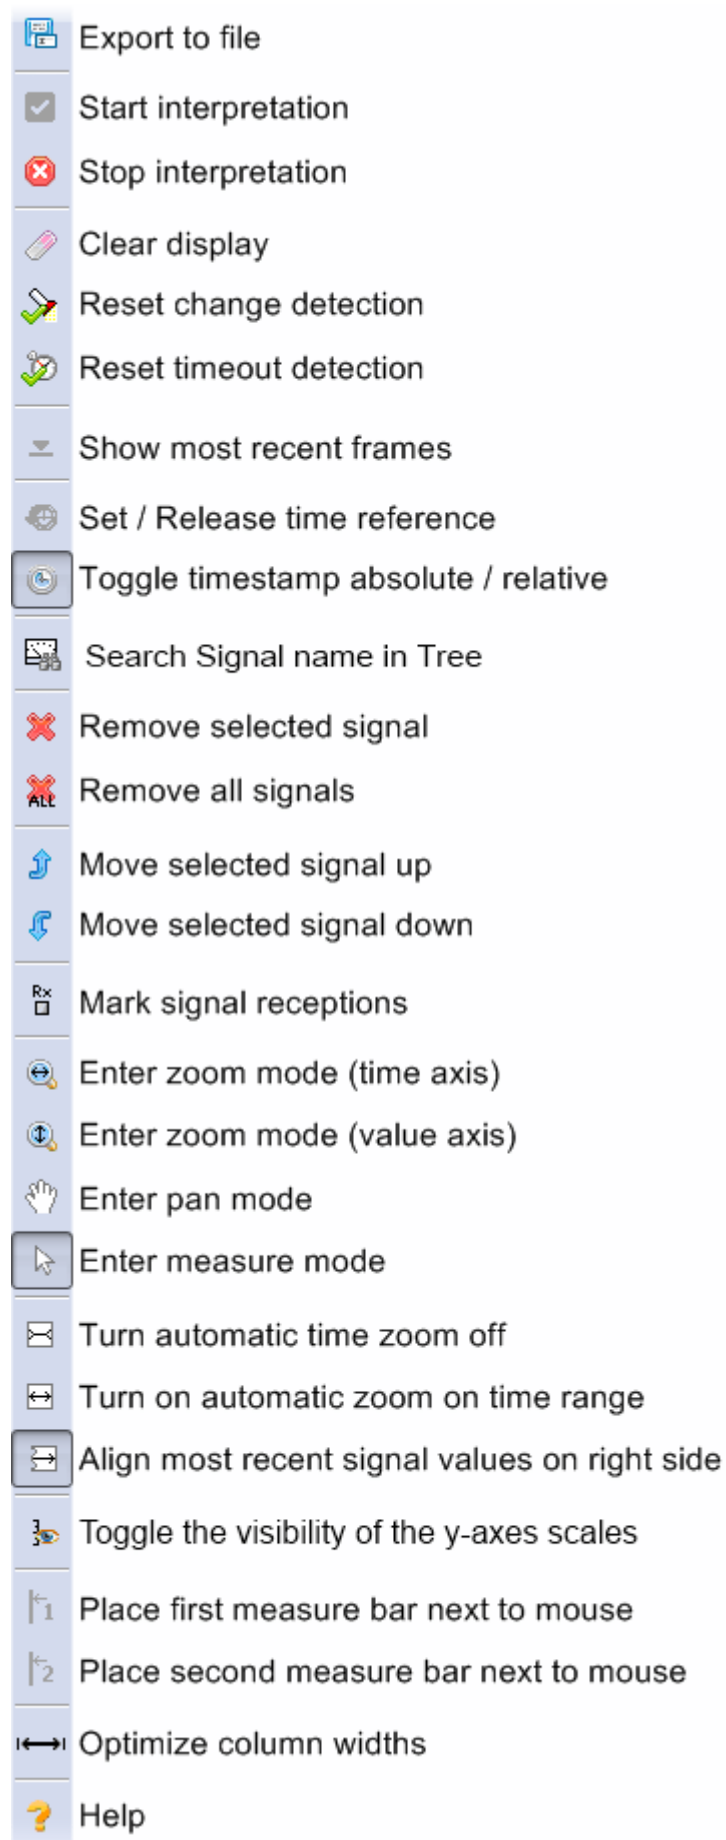 Export to file
Start interpretation
Stop interpretation
Clear display
Reset change detection
Reset timeout detection
Show most recent frames
Set / Release time reference
Toggle timestamp absolute / relative
Search Signal name in Tree
Remove selected signal
ALL Remove all signals
Move selected signal up
Move selected signal down
Rx Mark signal receptions
Enter zoom mode (time axis)
Enter zoom mode (value axis)
Enter pan mode
Enter measure mode
Turn automatic time zoom off
Turn on automatic zoom on time range
Align most recent signal values on right side
Toggle the visibility of the y-axes scales
1 Place first measure bar next to mouse
2 Place second measure bar next to mouse
Optimize column widths
? Help